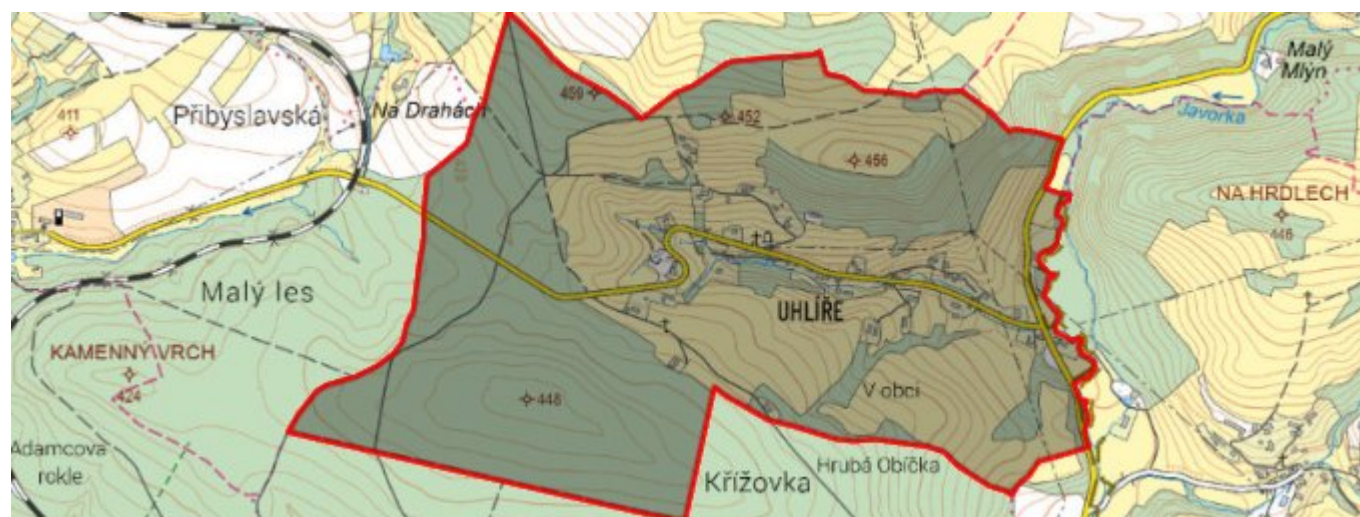 Malý
Mlýn
459
Přibyslavská
Na Drahách
411
452
Javorka
456
NA HRDLECH
446
Malý les
UHLÍŘE
KAMENNÝ VRCH
424
448
V obci
Adamcova
rokle
Křížovka
Hrubá Obíčka